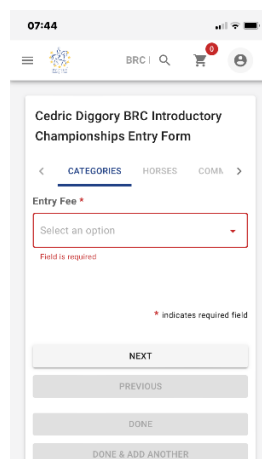 07:44
BRC
0
Cedric Diggory BRC Introductory
Championships Entry Form
CATEGORIES HORSES
Entry Fee *
Select an option
Field is required
* indicates required field
NEXT
PREVIOUS
DONE
DONE & ADD ANOTHER